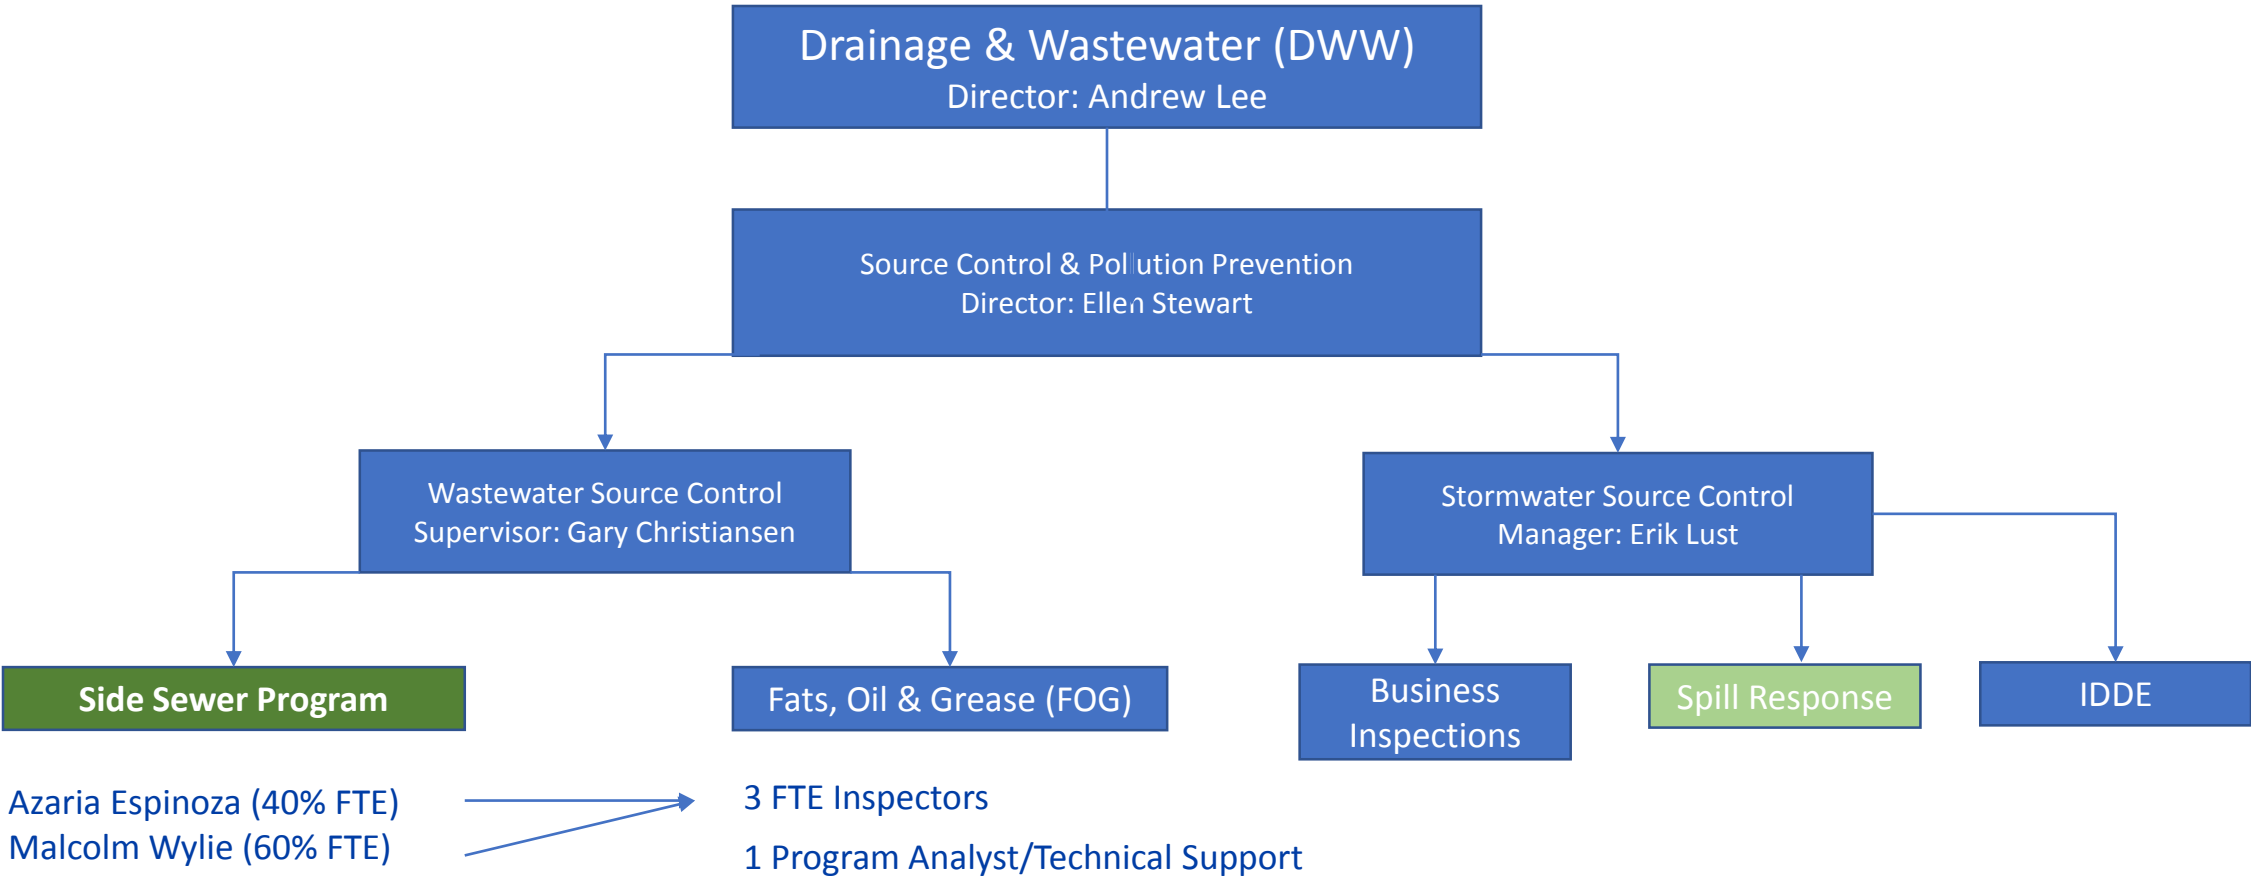 Drainage & Wastewater (DWW)
Director: Andrew Lee
Source Control & Pollution Prevention
Director: Ellen Stewart
Wastewater Source Control
Supervisor: Gary Christiansen
Stormwater Source Control
Manager: Erik Lust
Side Sewer Program
Fats, Oil & Grease (FOG)
Business
Inspections
Spill Response
IDDE
Azaria Espinoza (40% FTE)
Malcolm Wylie (60% FTE)
3 FTE Inspectors
1 Program Analyst/Technical Support